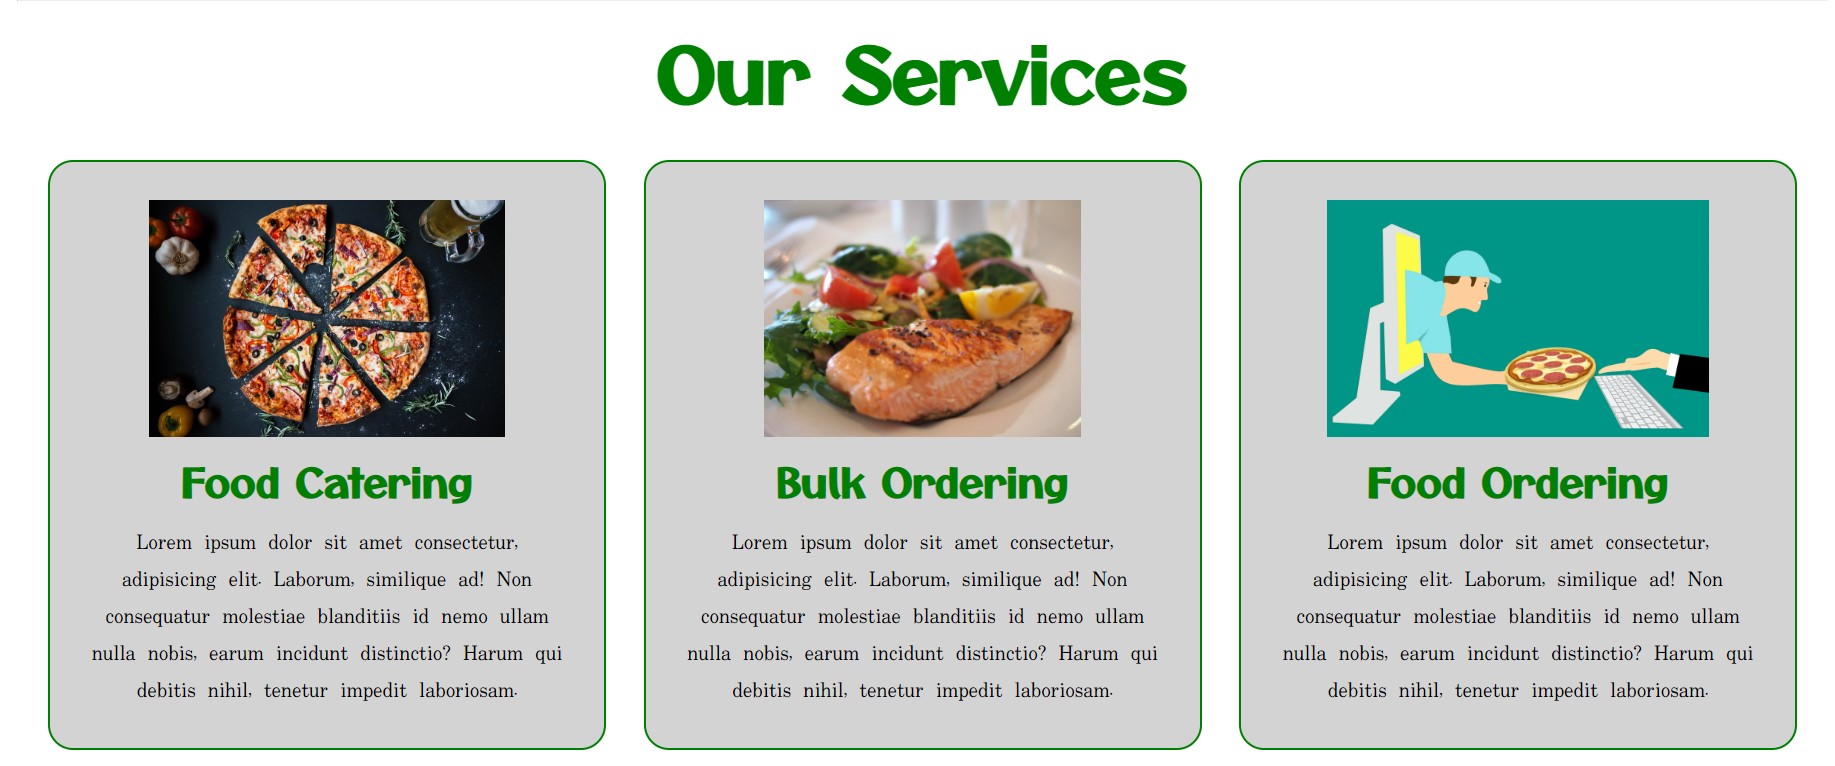 Our Services
Food Catering
Lorem ipsum dolor sit amet consectetur,
adipisicing elit. Laborum, similique ad! Non
consequatur molestiae blanditiis id nemo ullam
nulla nobis, earum incidunt distinctio? Harum qui
debitis nihil, tenetur impedit laboriosam.
Bulk Ordering
Lorem ipsum dolor sit amet consectetur,
adipisicing elit. Laborum, similique ad! Non
consequatur molestiae blanditiis id nemo ullam
nulla nobis, earum incidunt distinctio? Harum qui
debitis nihil, tenetur impedit laboriosam.
Food Ordering
Lorem ipsum dolor sit amet consectetur,
adipisicing elit. Laborum, similique ad! Non
consequatur molestiae blanditiis id nemo ullam
nulla nobis, earum incidunt distinctio? Harum qui
debitis nihil, tenetur impedit laboriosam.